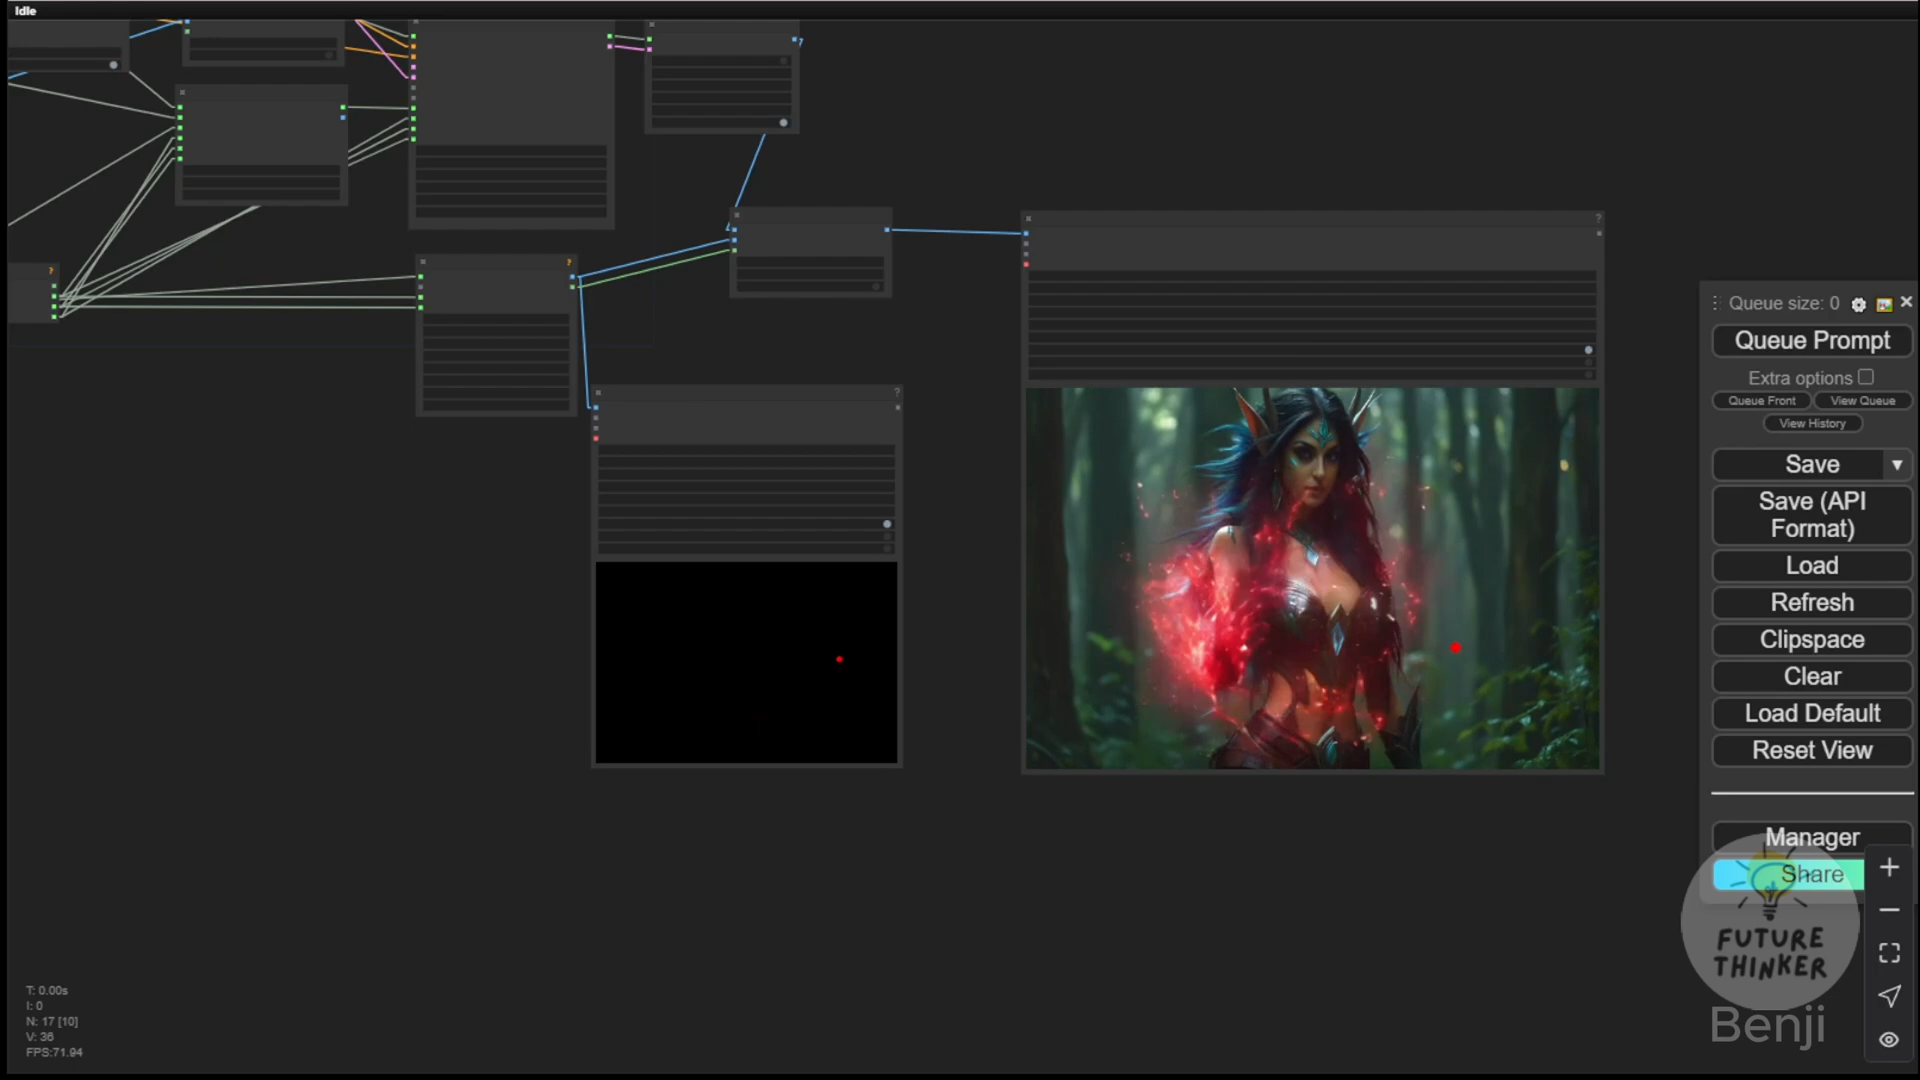 Idle
?
?
?
?
Queue size: 0
Queue Prompt
Extra options
Queue Front
View Queue
View History
Save
Save (API
Format)
Load
Refresh
Clipspace
Clear
Load Default
Reset View
Manager
Share
FUTURE
THINKER
Benji
T: 0.00s
I: 0
N: 17 [10]
V: 36
FPS:71.94